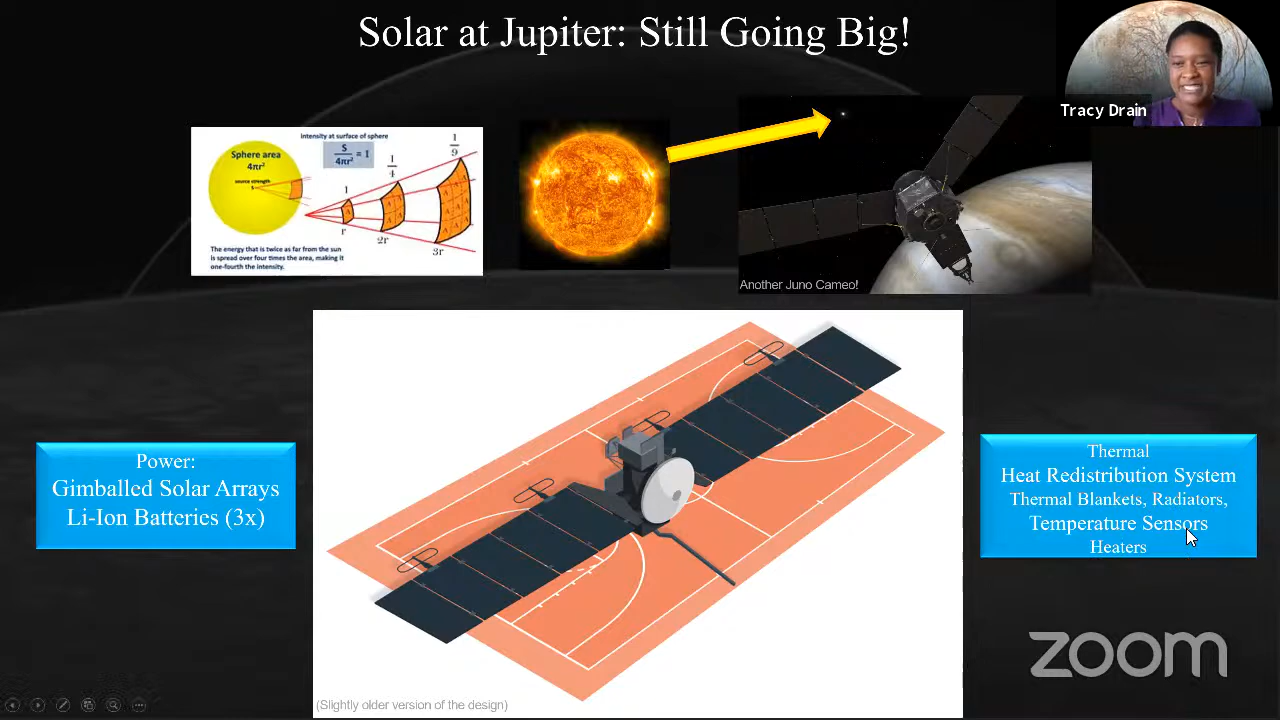 Solar at Jupiter: Still Going Big!
Tracy Drain
Intensity at surface of sphere
S
4πr²
= 1
Sphere area
4πr²
source strength
S
1
1
4
1
9
A
A
A
A
A
r
2r
3r
The energy that is twice as far from the sun
is spread over four times the area, making it
one-fourth the intensity.
Another Juno Cameo!
Power:
Gimballed Solar Arrays
Li-Ion Batteries (3x)
Thermal
Heat Redistribution System
Thermal Blankets, Radiators,
Temperature Sensors
Heaters
zoom
(Slightly older version of the design)